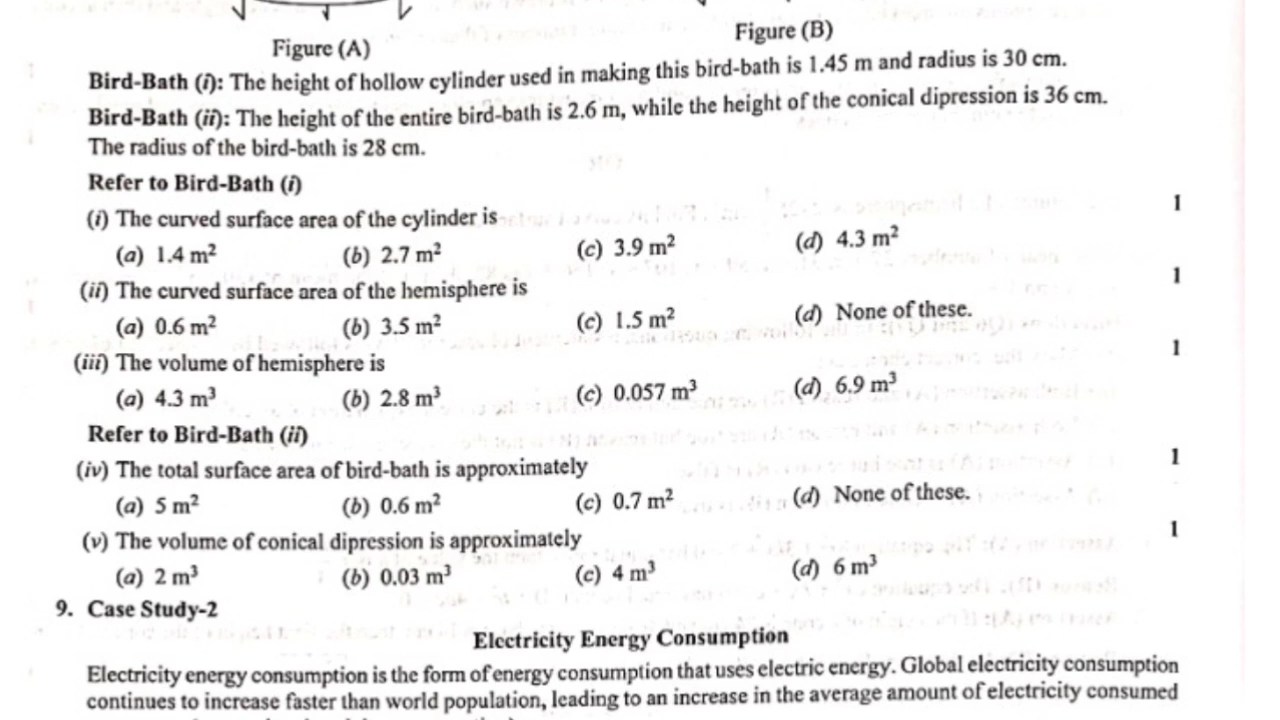 Figure (A)
Figure (B)
Bird-Bath (i): The height of hollow cylinder used in making this bird-bath is 1.45 m and radius is 30 cm.
Bird-Bath (ii): The height of the entire bird-bath is 2.6 m, while the height of the conical dipression is 36 cm.
The radius of the bird-bath is 28 cm.
Refer to Bird-Bath (i)
(i) The curved surface area of the cylinder is 1
(a) 1.4 m² (b) 2.7 m² (c) 3.9 m² (d) 4.3 m²
(ii) The curved surface area of the hemisphere is 1
(a) 0.6 m² (b) 3.5 m² (c) 1.5 m² (d) None of these.
(iii) The volume of hemisphere is 1
(a) 4.3 m³ (b) 2.8 m³ (c) 0.057 m³ (d) 6.9 m³
Refer to Bird-Bath (ii)
(iv) The total surface area of bird-bath is approximately 1
(a) 5 m² (b) 0.6 m² (c) 0.7 m² (d) None of these.
(v) The volume of conical dipression is approximately 1
(a) 2 m³ (b) 0.03 m³ (c) 4 m³ (d) 6 m³
9. Case Study-2
Electricity Energy Consumption
Electricity energy consumption is the form of energy consumption that uses electric energy. Global electricity consumption
continues to increase faster than world population, leading to an increase in the average amount of electricity consumed